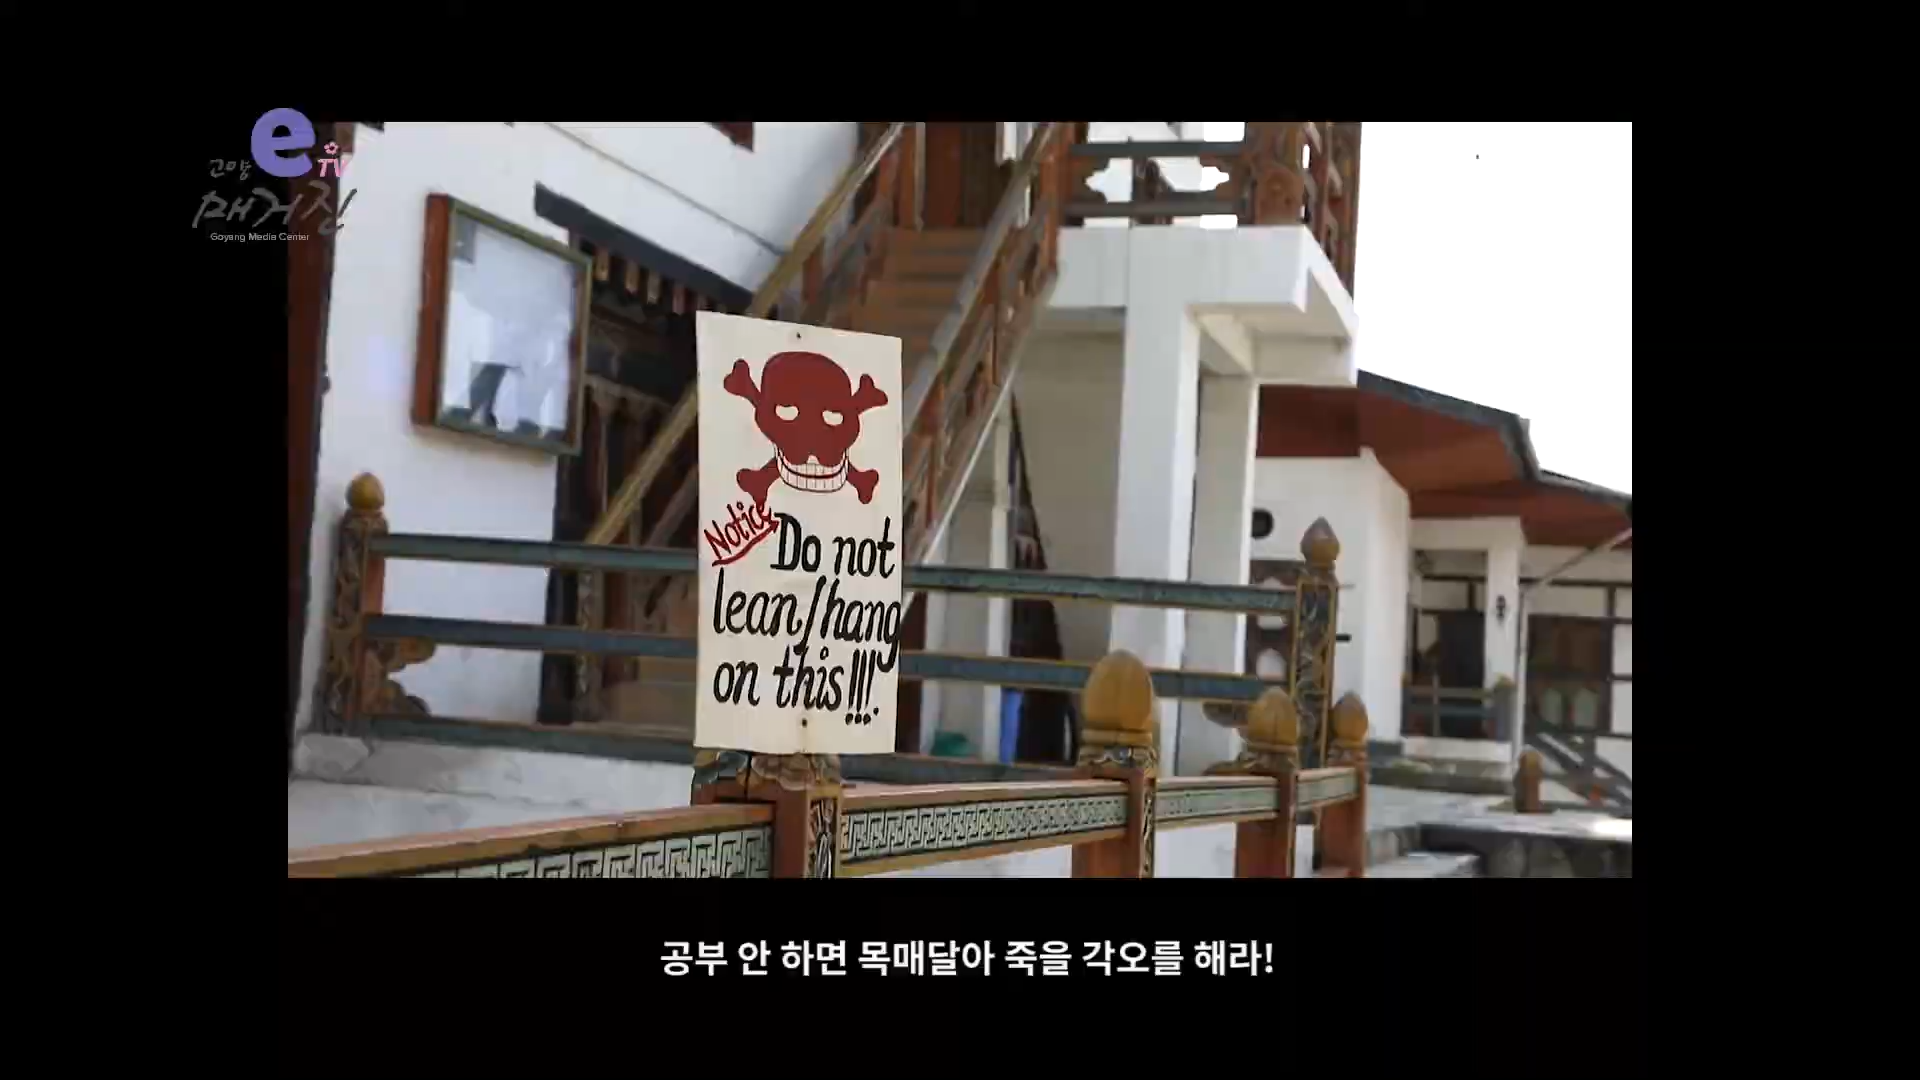 e
고양 TV
매거진
Goyang Media Center
Notice
Do not
lean/hang
on this!!!.
공부 안 하면 목매달아 죽을 각오를 해라!